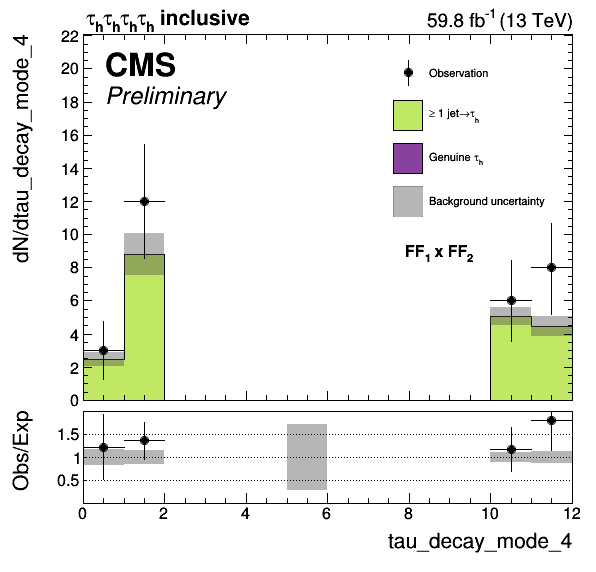 τhτhτhτh inclusive 59.8 fb⁻¹ (13 TeV)
dN/dtau_decay_mode_4
CMS
Preliminary
Observation
≥ 1 jet→τh
Genuine τh
Background uncertainty
FF1 x FF2
22
20
18
16
14
12
10
8
6
4
2
0
Obs/Exp
1.5
1
0.5
0 2 4 6 8 10 12
tau_decay_mode_4